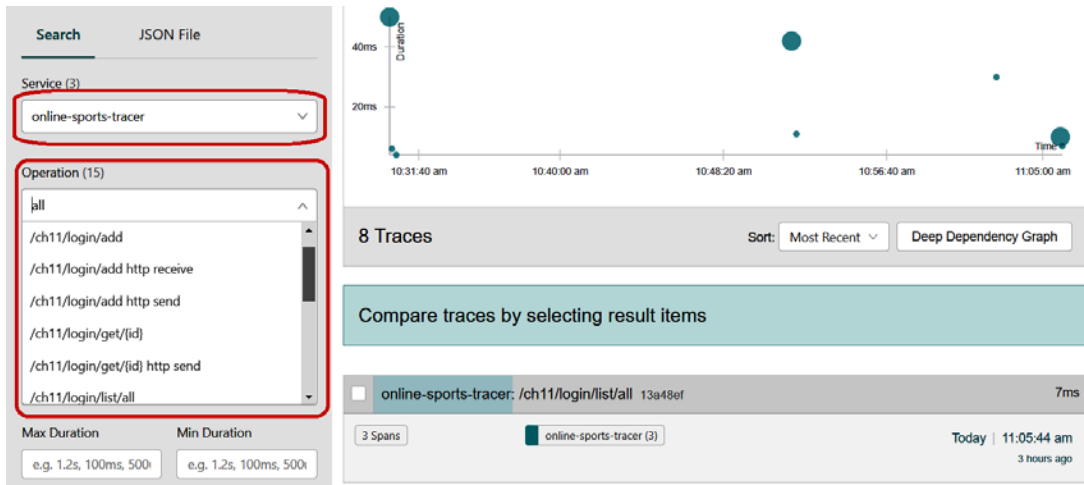 Search JSON File
Service (3)
online-sports-tracer
Operation (15)
all
/ch11/login/add
/ch11/login/add http receive
/ch11/login/add http send
/ch11/login/get/{id}
/ch11/login/get/{id} http send
/ch11/login/list/all
Max Duration Min Duration
e.g. 1.2s, 100ms, 500 e.g. 1.2s, 100ms, 500
Duration
40ms
20ms
Time
10:31:40 am 10:40:00 am 10:48:20 am 10:56:40 am 11:05:00 am
8 Traces Sort: Most Recent Deep Dependency Graph
Compare traces by selecting result items
online-sports-tracer: /ch11/login/list/all 13a48ef 7ms
3 Spans online-sports-tracer (3) Today | 11:05:44 am
3 hours ago